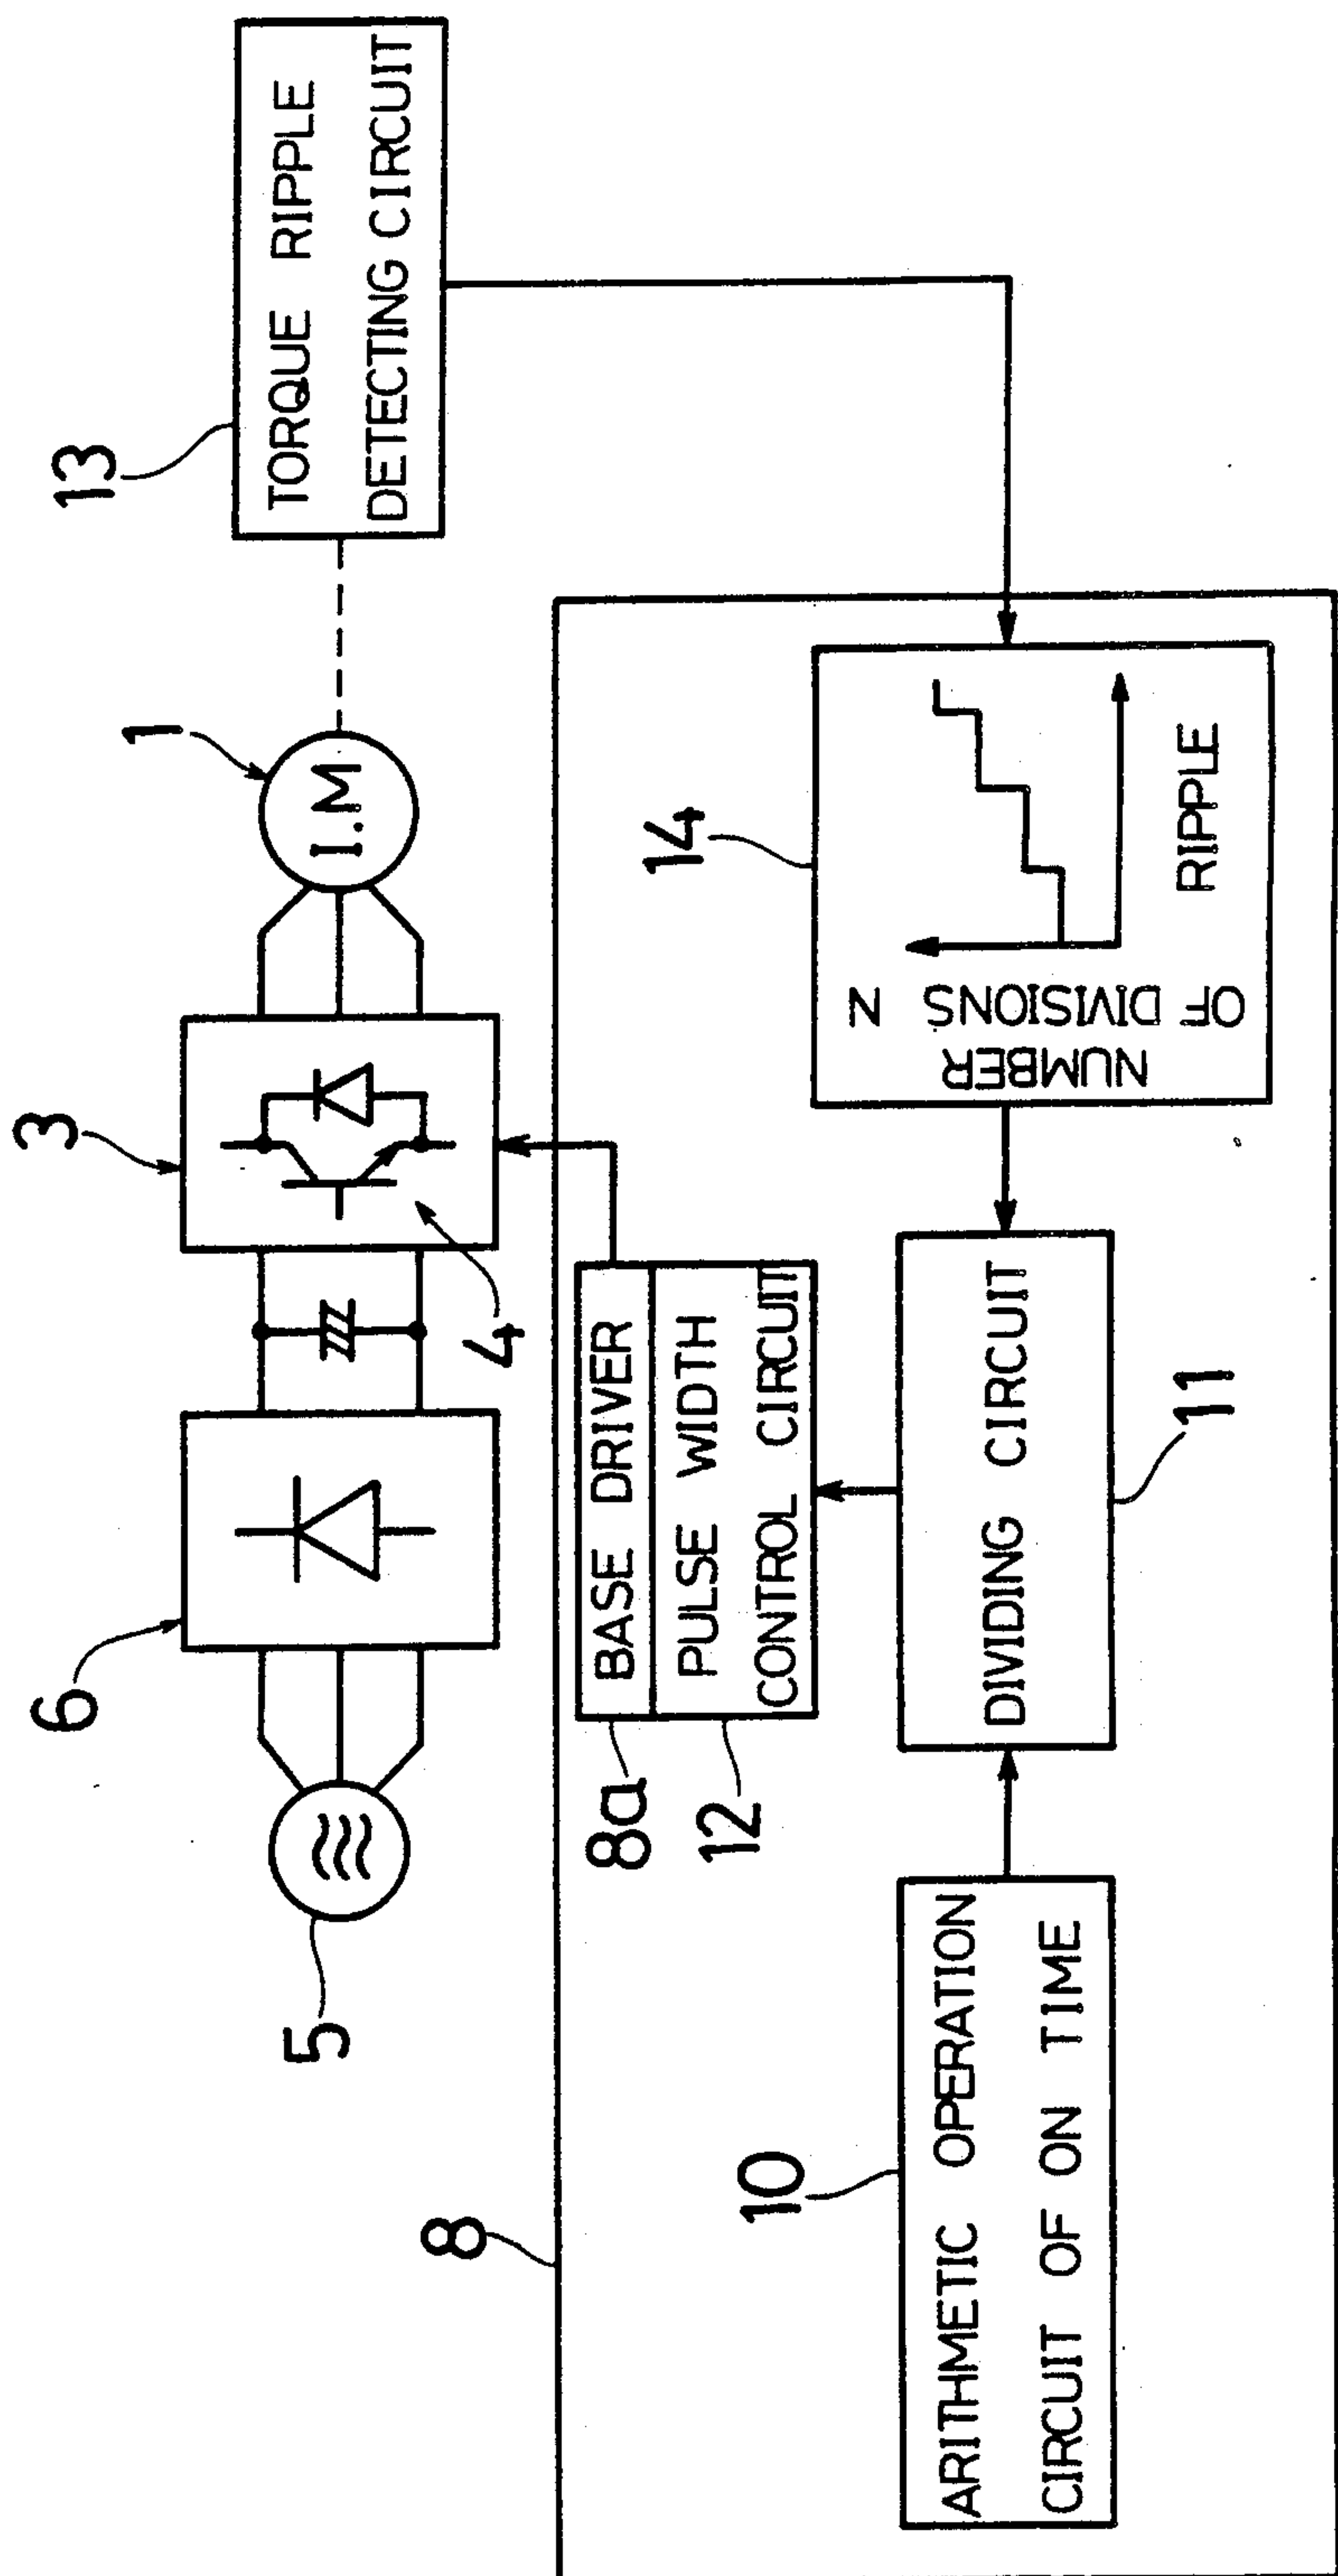 13
TORQUE RIPPLE
DETECTING CIRCUIT
1
I.M
3
4
6
5
8
8a
BASE DRIVER
12
PULSE WIDTH
CONTROL CIRCUIT
14
NUMBER
OF DIVISIONS N
RIPPLE
DIVIDING CIRCUIT
11
10
ARITHMETIC OPERATION
CIRCUIT OF ON TIME